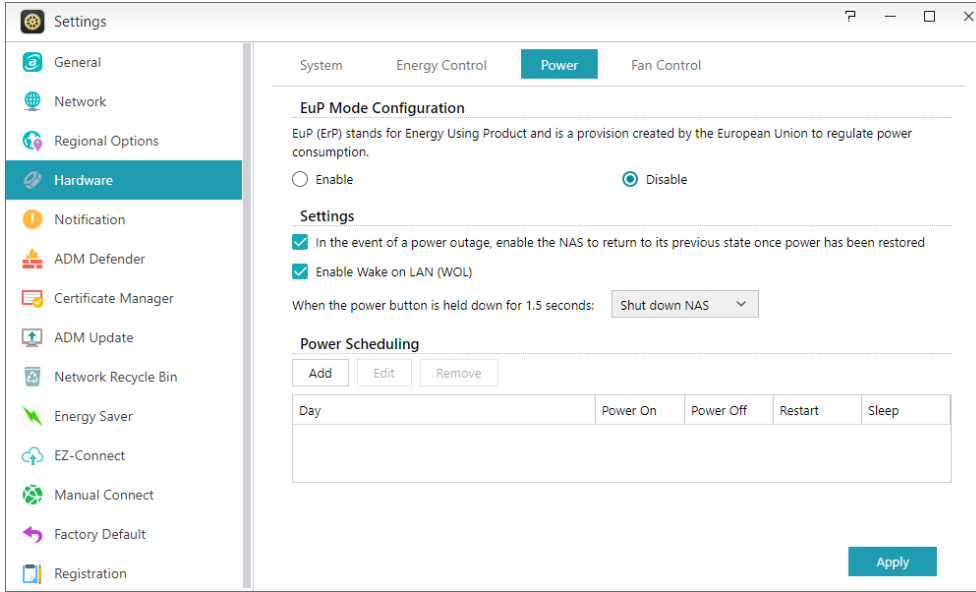 Settings
General
Network
Regional Options
Hardware
Notification
ADM Defender
Certificate Manager
ADM Update
Network Recycle Bin
Energy Saver
EZ-Connect
Manual Connect
Factory Default
Registration
System Energy Control Power Fan Control
EuP Mode Configuration
EuP (ErP) stands for Energy Using Product and is a provision created by the European Union to regulate power
consumption.
Enable Disable
Settings
In the event of a power outage, enable the NAS to return to its previous state once power has been restored
Enable Wake on LAN (WOL)
When the power button is held down for 1.5 seconds: Shut down NAS
Power Scheduling
Add Edit Remove
Day Power On Power Off Restart Sleep
Apply